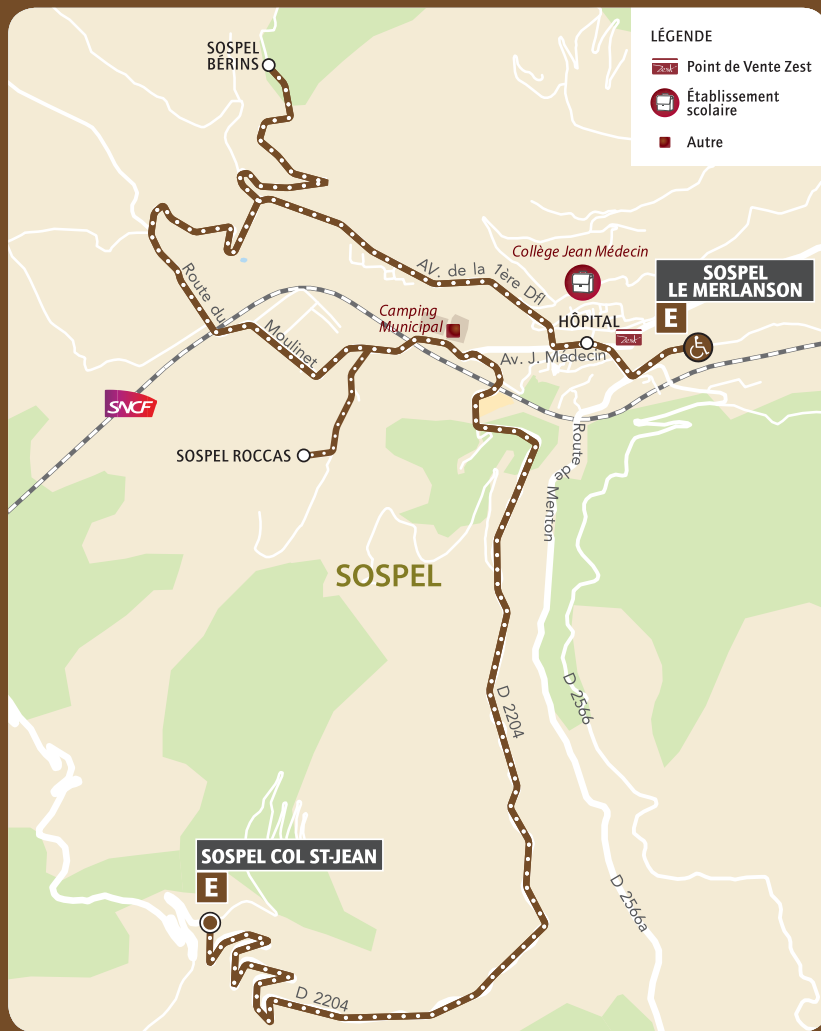 SOSPEL
BÉRINS
LÉGENDE
Zest
Point de Vente Zest
Établissement
scolaire
Autre
Collège Jean Médecin
SOSPEL
LE MERLANSON
E
AV. de la 1ère Dfl
Route du
Moulinet
Camping
Municipal
HÔPITAL
Zest
Av. J. Médecin
SNCF
SOSPEL ROCCAS
Route de Menton
SOSPEL
D 2204
D 2566
SOSPEL COL ST-JEAN
E
D 2566a
D 2204